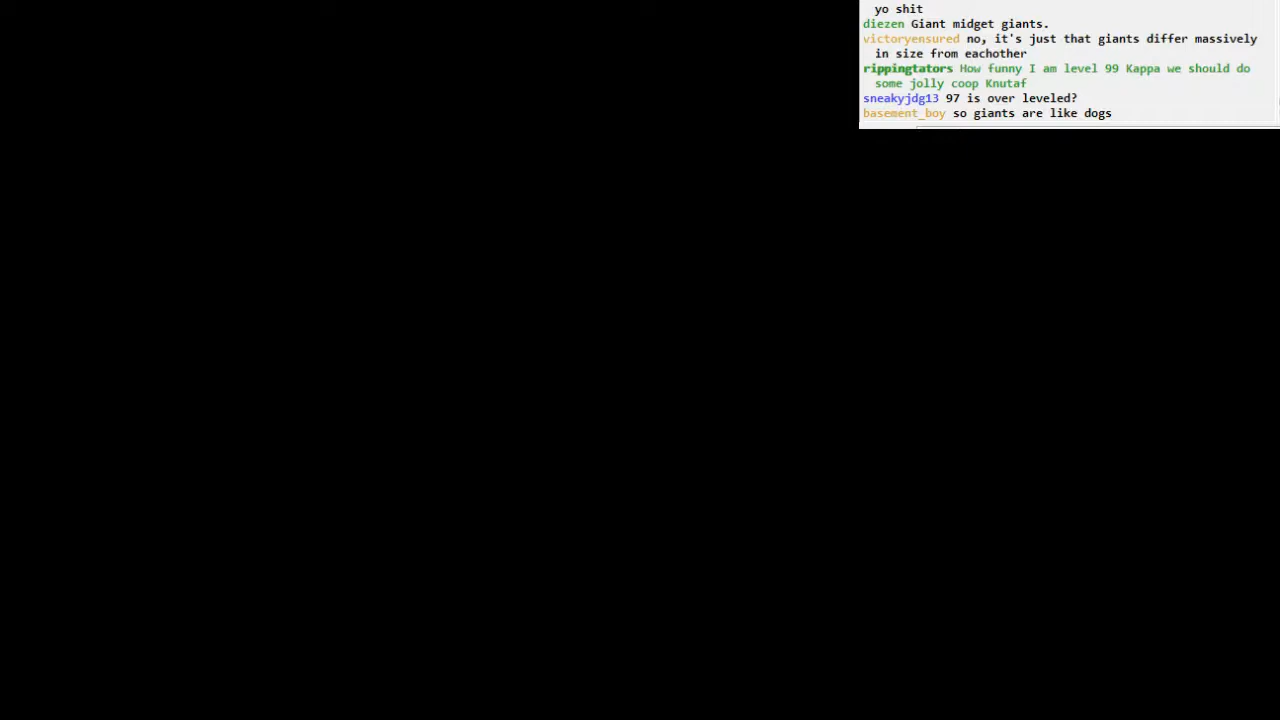 yo shit
diezen Giant midget giants.
victoryensured no, it's just that giants differ massively
in size from eachother
rippingtators How funny I am level 99 Kappa we should do
some jolly coop Knutaf
sneakyjdg13 97 is over leveled?
basement_boy so giants are like dogs